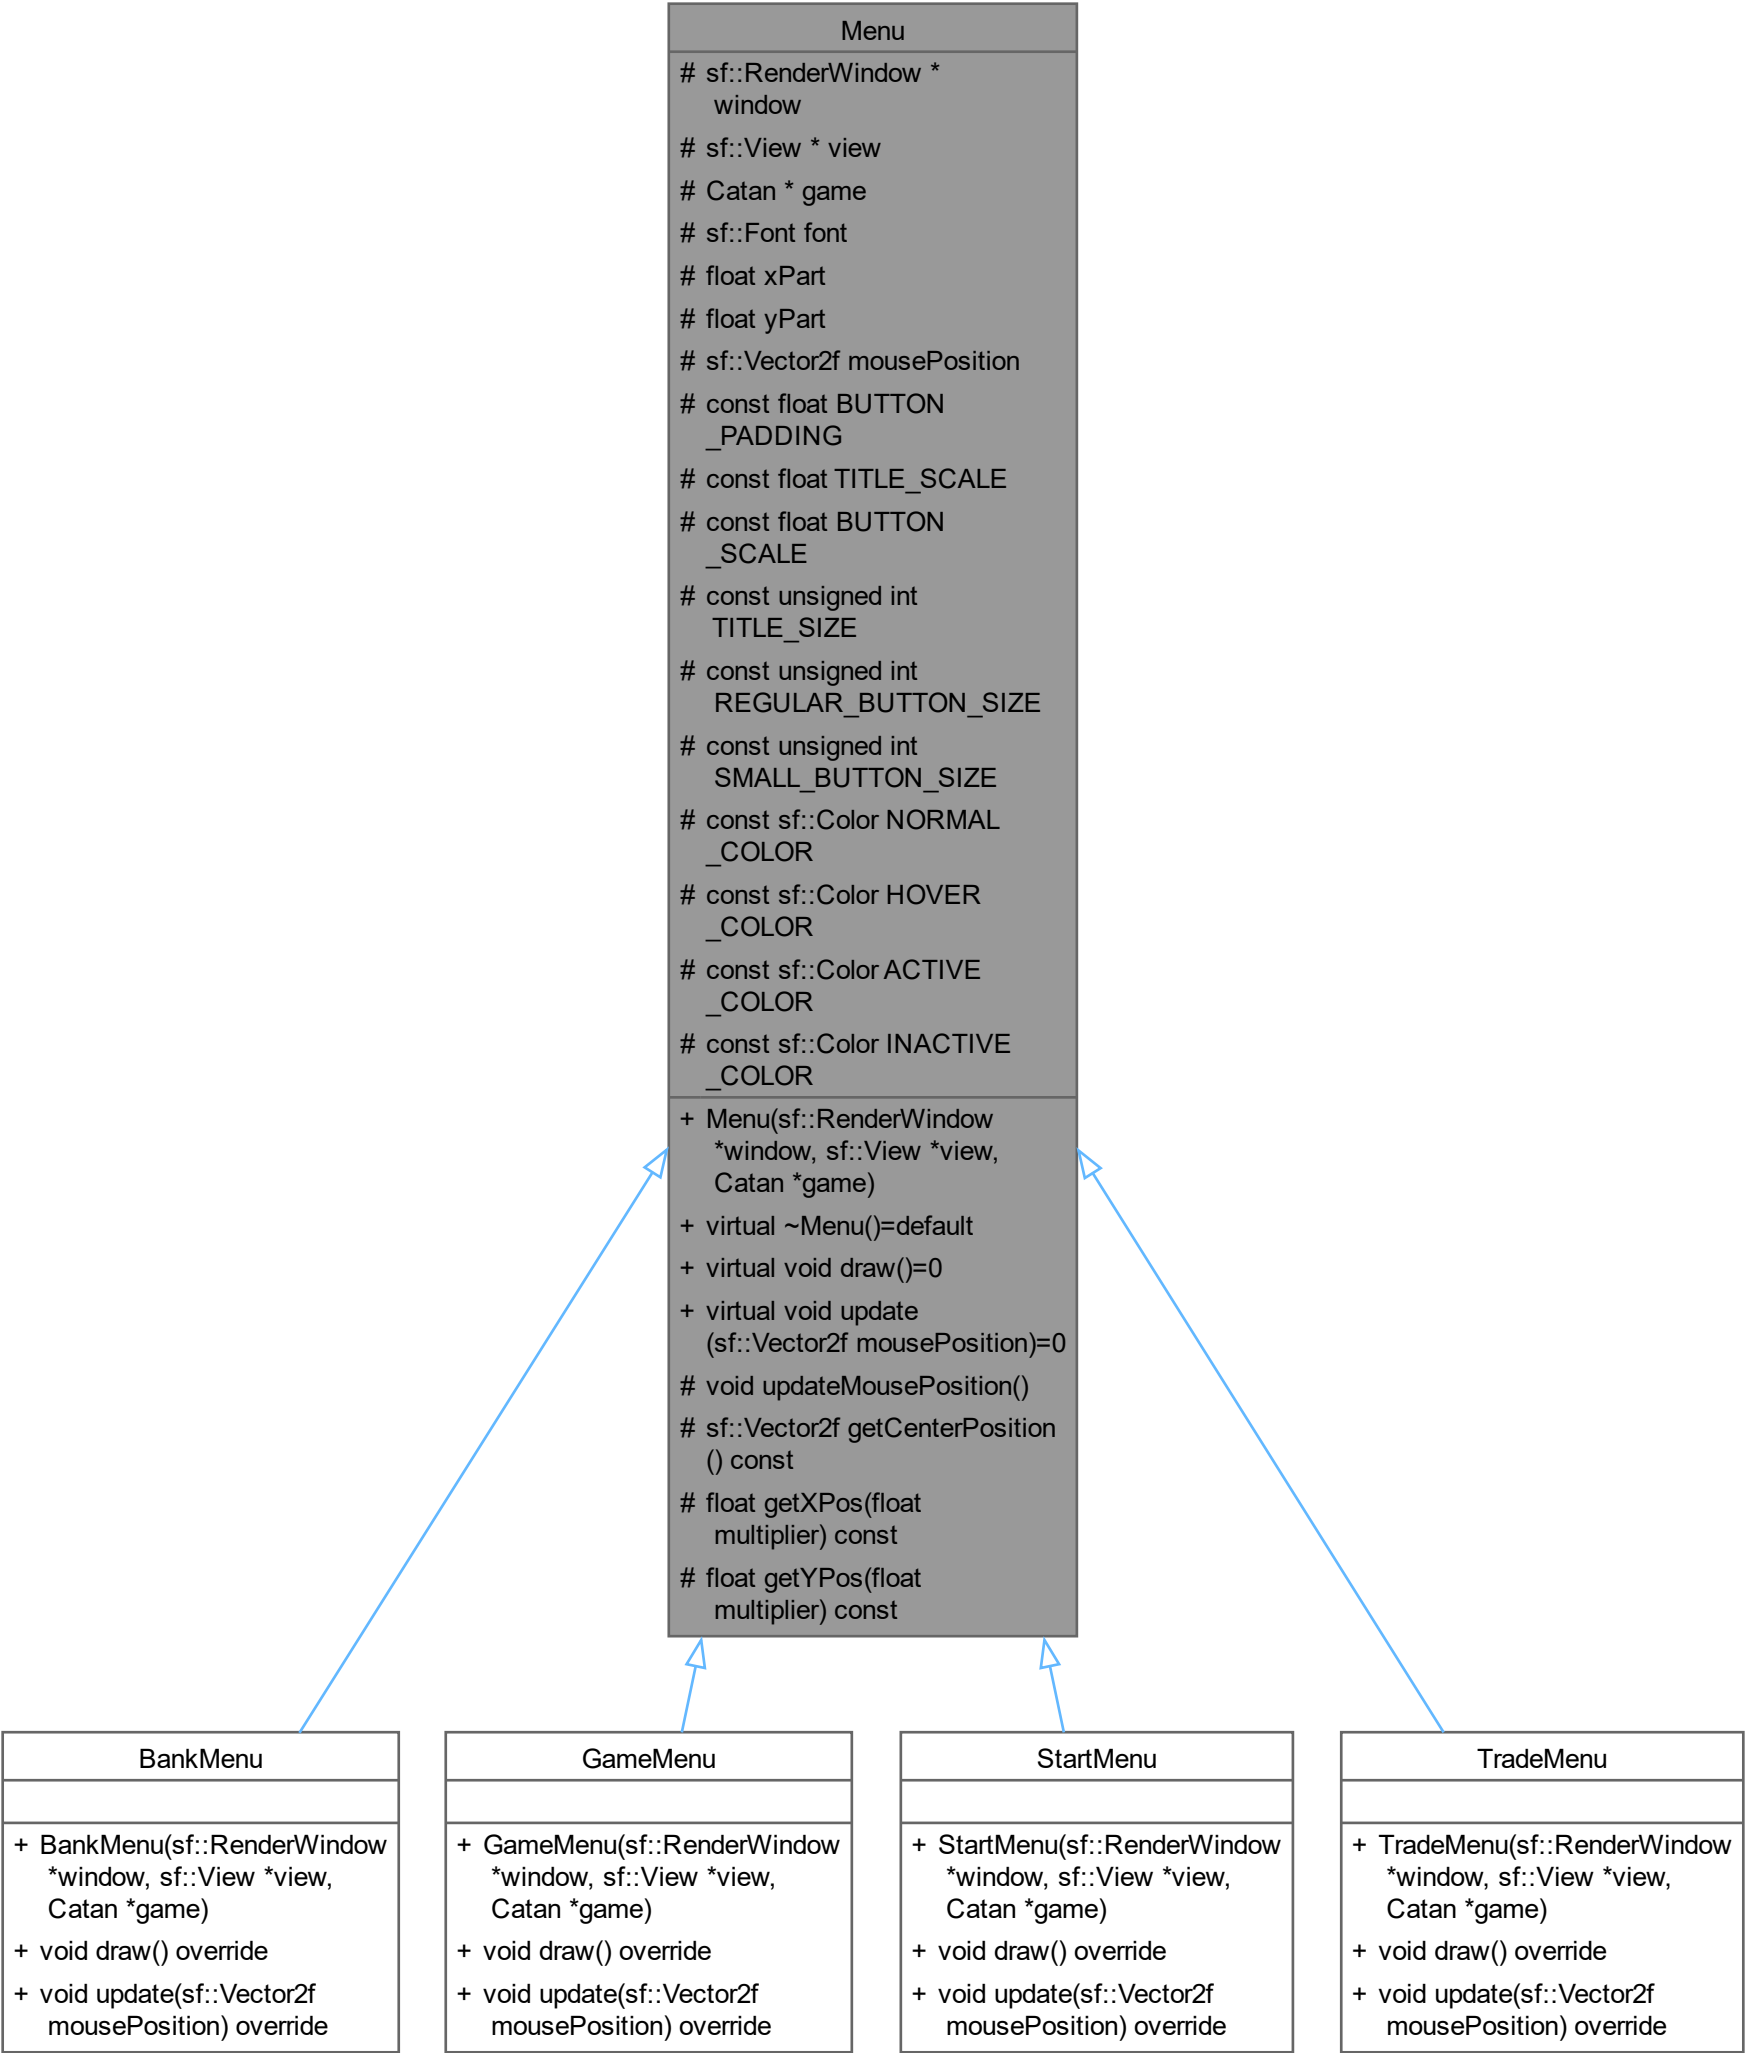 Menu
# sf::RenderWindow *
window
# sf::View * view
# Catan * game
# sf::Font font
# float xPart
# float yPart
# sf::Vector2f mousePosition
# const float BUTTON
_PADDING
# const float TITLE_SCALE
# const float BUTTON
_SCALE
# const unsigned int
TITLE_SIZE
# const unsigned int
REGULAR_BUTTON_SIZE
# const unsigned int
SMALL_BUTTON_SIZE
# const sf::Color NORMAL
_COLOR
# const sf::Color HOVER
_COLOR
# const sf::Color ACTIVE
_COLOR
# const sf::Color INACTIVE
_COLOR
+ Menu(sf::RenderWindow
*window, sf::View *view,
Catan *game)
+ virtual ~Menu()=default
+ virtual void draw()=0
+ virtual void update
(sf::Vector2f mousePosition)=0
# void updateMousePosition()
# sf::Vector2f getCenterPosition
() const
# float getXPos(float
multiplier) const
# float getYPos(float
multiplier) const
BankMenu
+ BankMenu(sf::RenderWindow
*window, sf::View *view,
Catan *game)
+ void draw() override
+ void update(sf::Vector2f
mousePosition) override
GameMenu
+ GameMenu(sf::RenderWindow
*window, sf::View *view,
Catan *game)
+ void draw() override
+ void update(sf::Vector2f
mousePosition) override
StartMenu
+ StartMenu(sf::RenderWindow
*window, sf::View *view,
Catan *game)
+ void draw() override
+ void update(sf::Vector2f
mousePosition) override
TradeMenu
+ TradeMenu(sf::RenderWindow
*window, sf::View *view,
Catan *game)
+ void draw() override
+ void update(sf::Vector2f
mousePosition) override